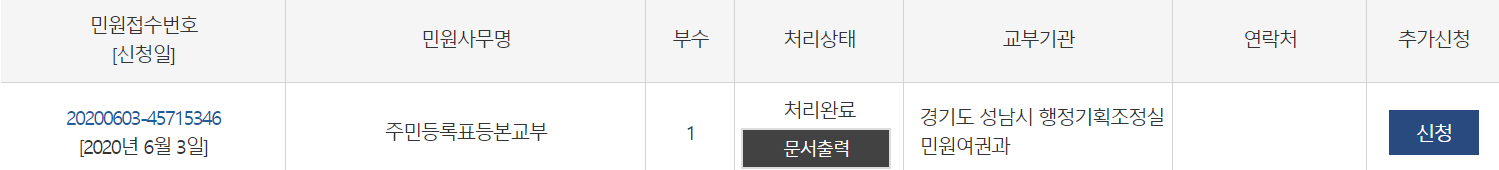 민원접수번호
[신청일]
민원사무명
부수
처리상태
교부기관
연락처
추가신청
20200603-45715346
[2020년 6월 3일]
주민등록표등본교부
1
처리완료
문서출력
경기도 성남시 행정기획조정실
민원여권과
신청